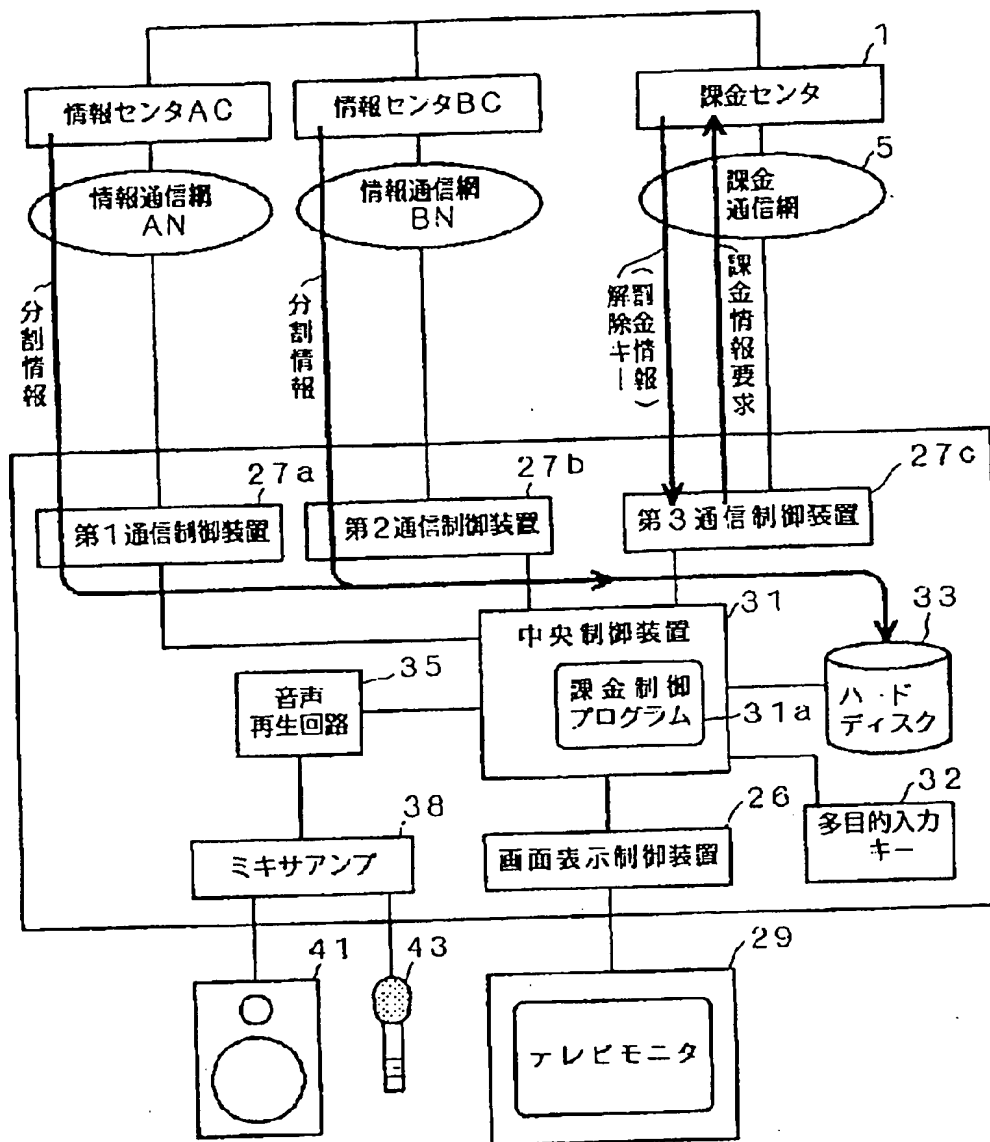 1
情報センタAC
情報センタBC
課金センタ
5
情報通信網
AN
情報通信網
BN
課金
通信網
分割情報
分割情報
(罰金情報)
解除キー
課金情報要求
27a
27b
27c
第1通信制御装置
第2通信制御装置
第3通信制御装置
31
33
中央制御装置
35
課金制御
プログラム
31a
ハード
ディスク
音声
再生回路
38
26
32
ミキサアンプ
画面表示制御装置
多目的入力
キー
41
43
29
テレビモニタ